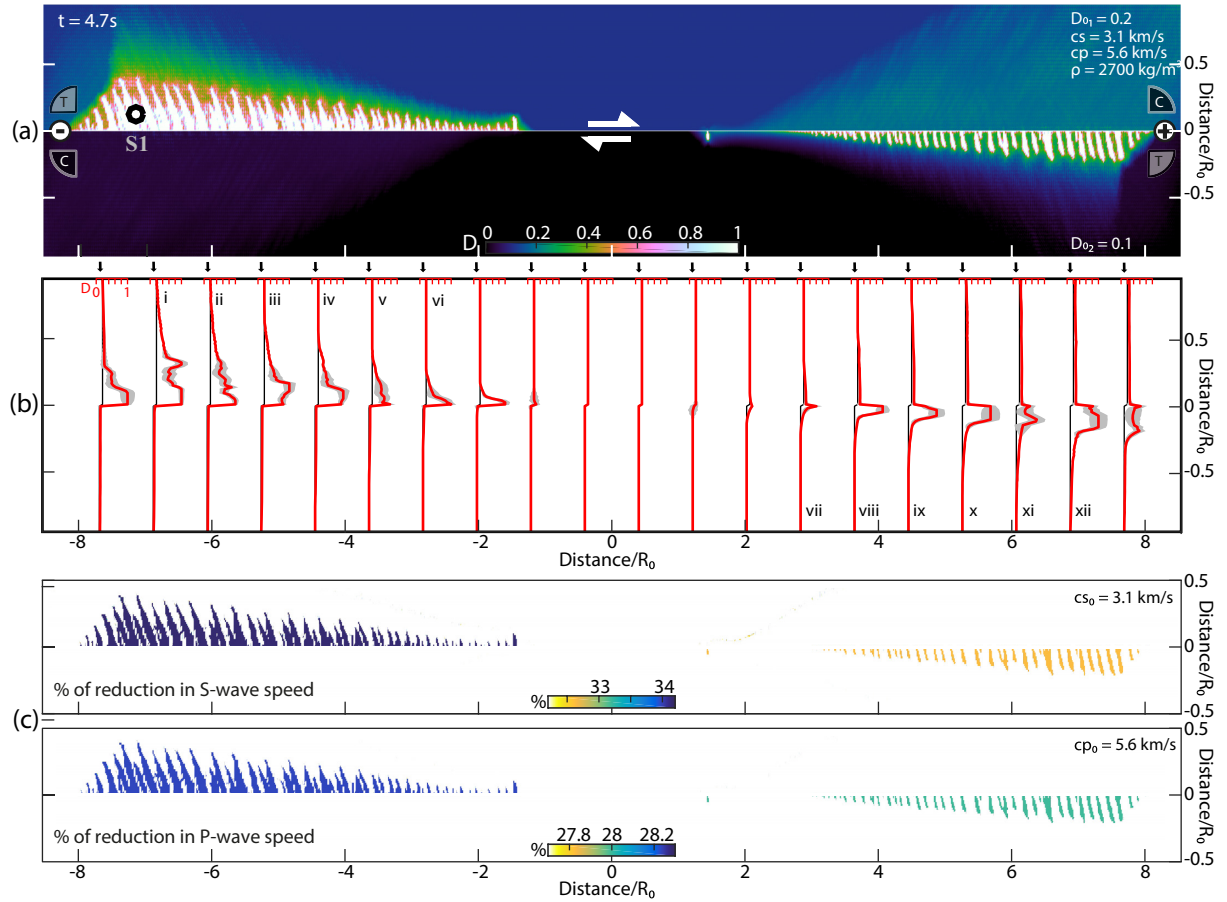 t = 4.7s
D₀₁ = 0.2
cs = 3.1 km/s
cp = 5.6 km/s
ρ = 2700 kg/m
0.5
0
-0.5
Distance/R₀
(a)
T
-
C
S1
C
+
T
D
0 0.2 0.4 0.6 0.8 1
D₀₂ = 0.1
D 0 1
i ii iii iv v vi
0.5
0
-0.5
Distance/R₀
(b)
vii viii ix x xi xii
-8 -6 -4 -2 0 2 4 6 8
Distance/R₀
cs₀ = 3.1 km/s
0.5
0
-0.5
Distance/R₀
% of reduction in S-wave speed
% 33 34
(c)
cp₀ = 5.6 km/s
0.5
0
-0.5
Distance/R₀
% of reduction in P-wave speed
% 27.8 28 28.2
-8 -6 -4 -2 0 2 4 6 8
Distance/R₀